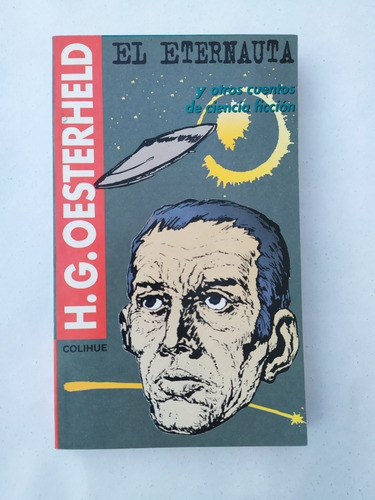 EL ETERNAUTA
y otros cuentos
de ciencia ficción
H.G. OESTERHELD
COLIHUE